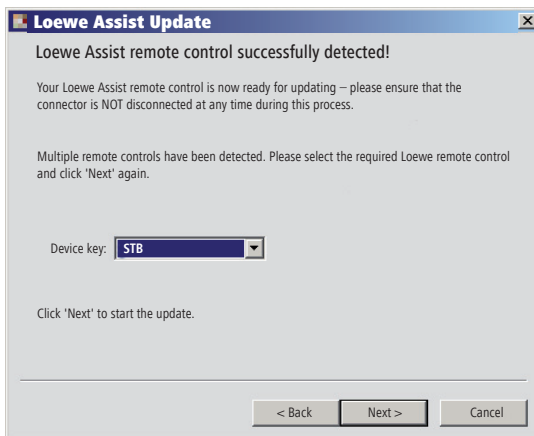 Loewe Assist Update
Loewe Assist remote control successfully detected!
Your Loewe Assist remote control is now ready for updating – please ensure that the
connector is NOT disconnected at any time during this process.
Multiple remote controls have been detected. Please select the required Loewe remote control
and click 'Next' again.
Device key: STB
Click 'Next' to start the update.
< Back Next > Cancel